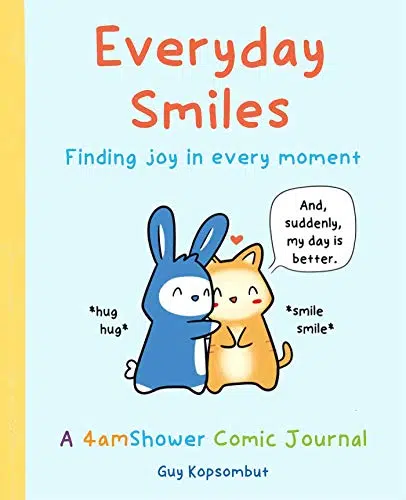 Everyday
Smiles
Finding joy in every moment
And,
suddenly,
my day is
better.
*hug
hug*
*smile
smile*
A 4amShower Comic Journal
Guy Kopsombut